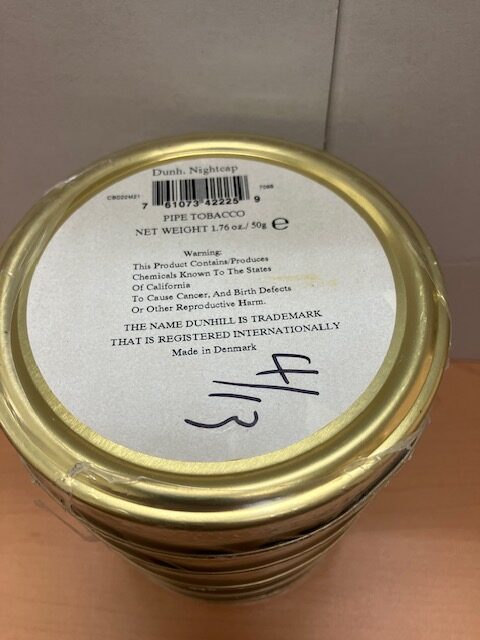 Dunh. Nightcap
CBD22M21
7085
7 61073 42225 9
PIPE TOBACCO
NET WEIGHT 1.76 oz./ 50g e
Warning:
This Product Contains/Produces
Chemicals Known To The States
Of California
To Cause Cancer, And Birth Defects
Or Other Reproductive Harm.
THE NAME DUNHILL IS TRADEMARK
THAT IS REGISTERED INTERNATIONALLY
Made in Denmark
4/13